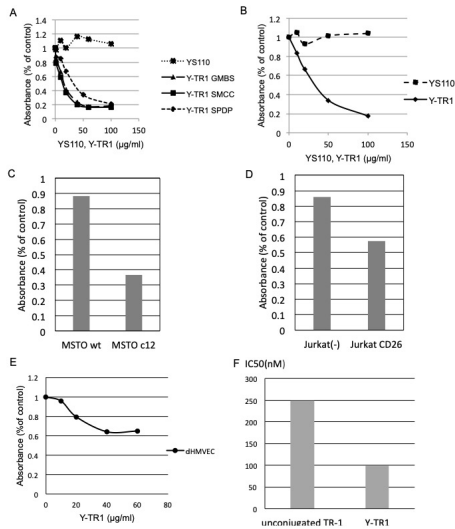 A
Absorbance (% of control)
1.4
1.2
1
0.8
0.6
0.4
0.2
0
0 50 100 150
YS110, Y-TR1 (μg/ml)
YS110
Y-TR1 GMBS
Y-TR1 SMCC
Y-TR1 SPDP
B
Absorbance (% of control)
1.2
1
0.8
0.6
0.4
0.2
0
0 50 100 150
YS110, Y-TR1 (μg/ml)
YS110
Y-TR1
C
Absorbance (% of control)
1
0.9
0.8
0.7
0.6
0.5
0.4
0.3
0.2
0.1
0
MSTO wt MSTO c12
D
Absorbance (% of control)
1
0.9
0.8
0.7
0.6
0.5
0.4
0.3
0.2
0.1
0
Jurkat(-) Jurkat CD26
E
Absorbance (%of control)
1.2
1
0.8
0.6
0.4
0.2
0
0 20 40 60 80
Y-TR1 (μg/ml)
dHMVEC
F
IC50(nM)
300
250
200
150
100
50
0
unconjugated TR-1 Y-TR1